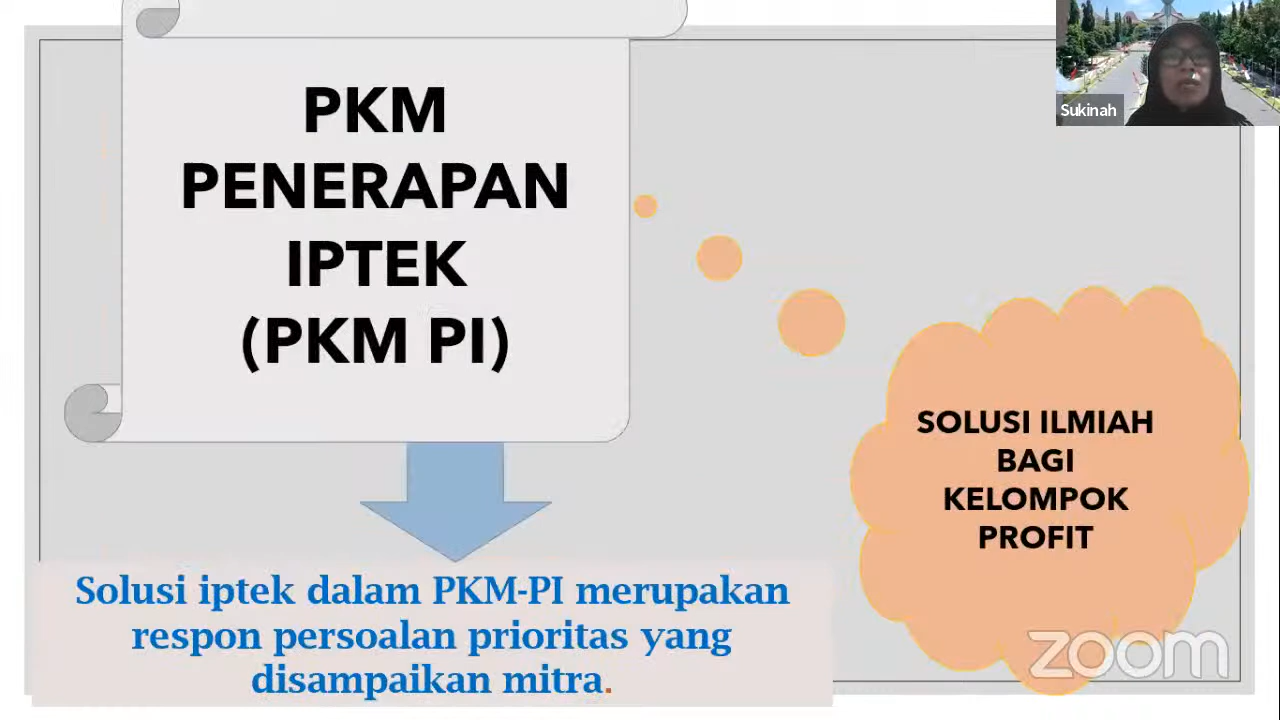 PKM
PENERAPAN
IPTEK
(PKM PI)
Sukinah
SOLUSI ILMIAH
BAGI
KELOMPOK
PROFIT
Solusi iptek dalam PKM-PI merupakan
respon persoalan prioritas yang
disampaikan mitra.
zoom